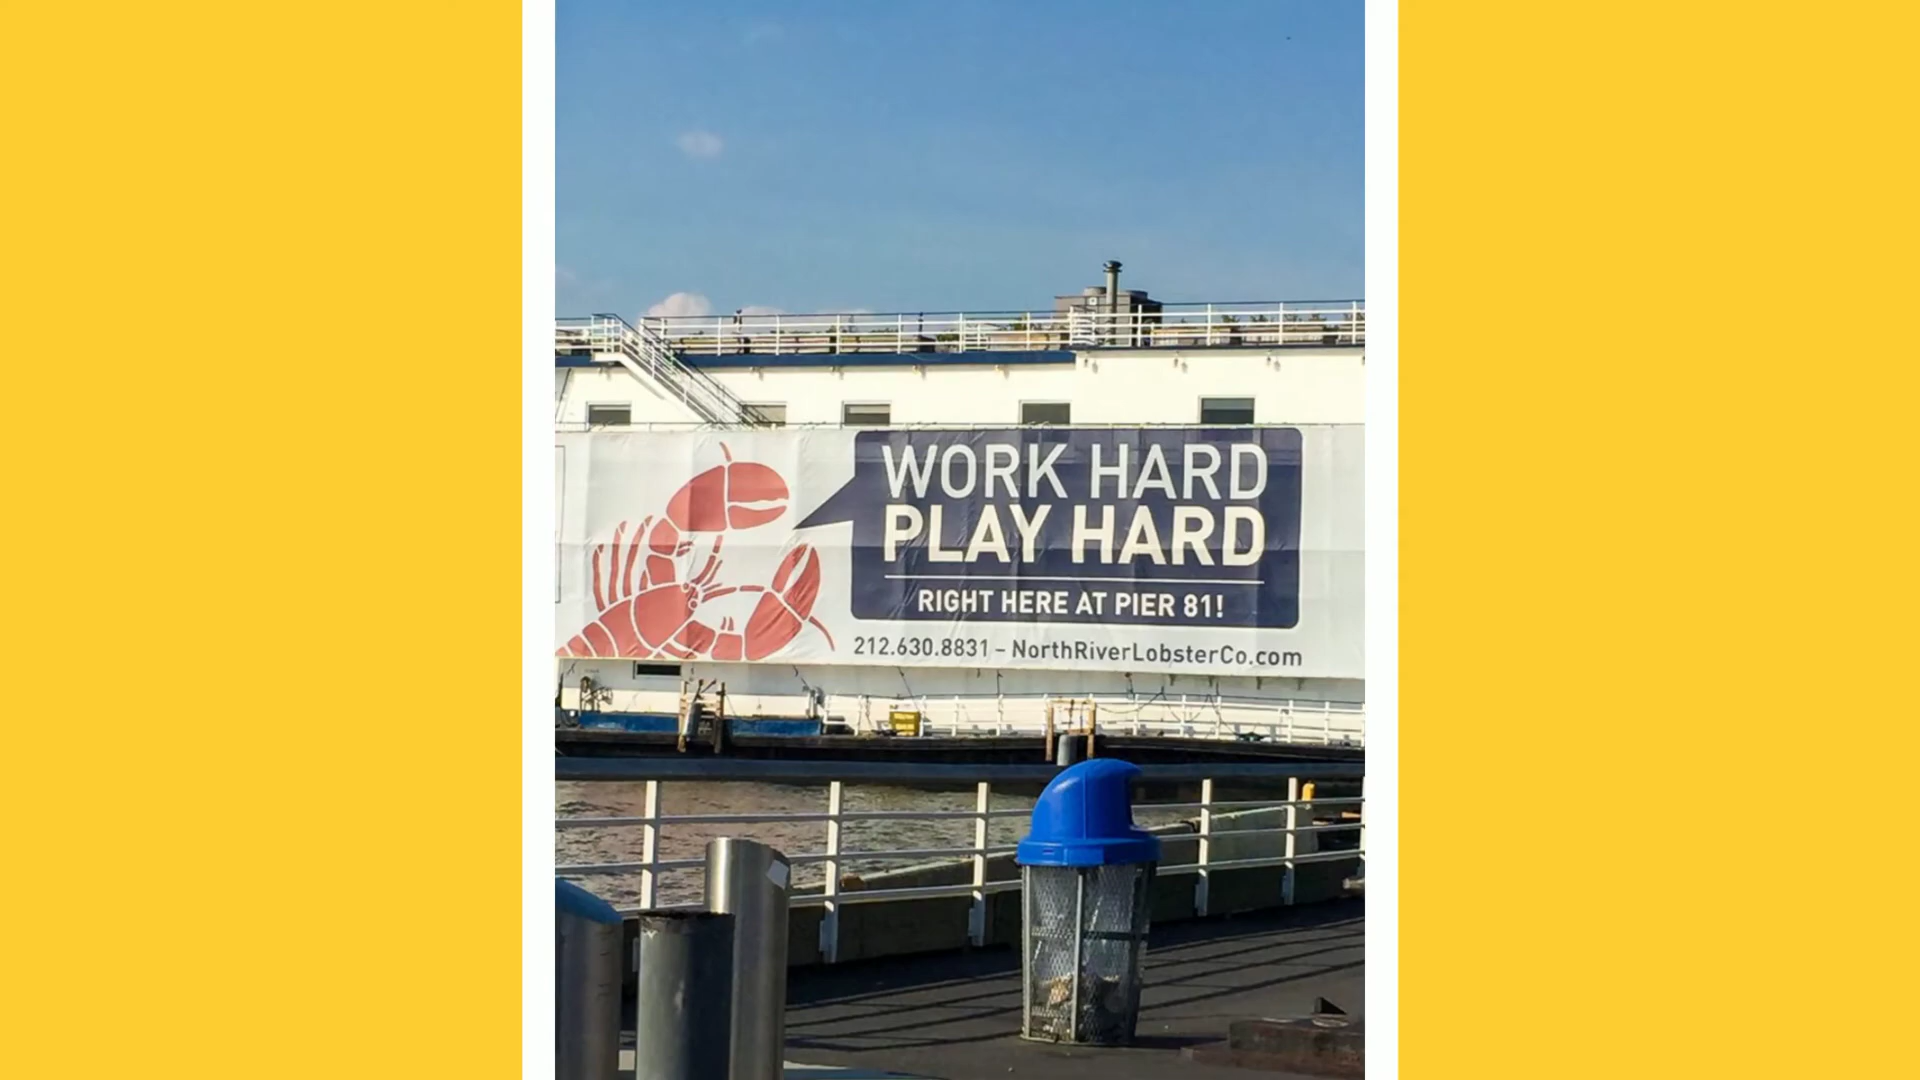 WORK HARD
PLAY HARD
RIGHT HERE AT PIER 81!
212.630.8831 – NorthRiverLobsterCo.com